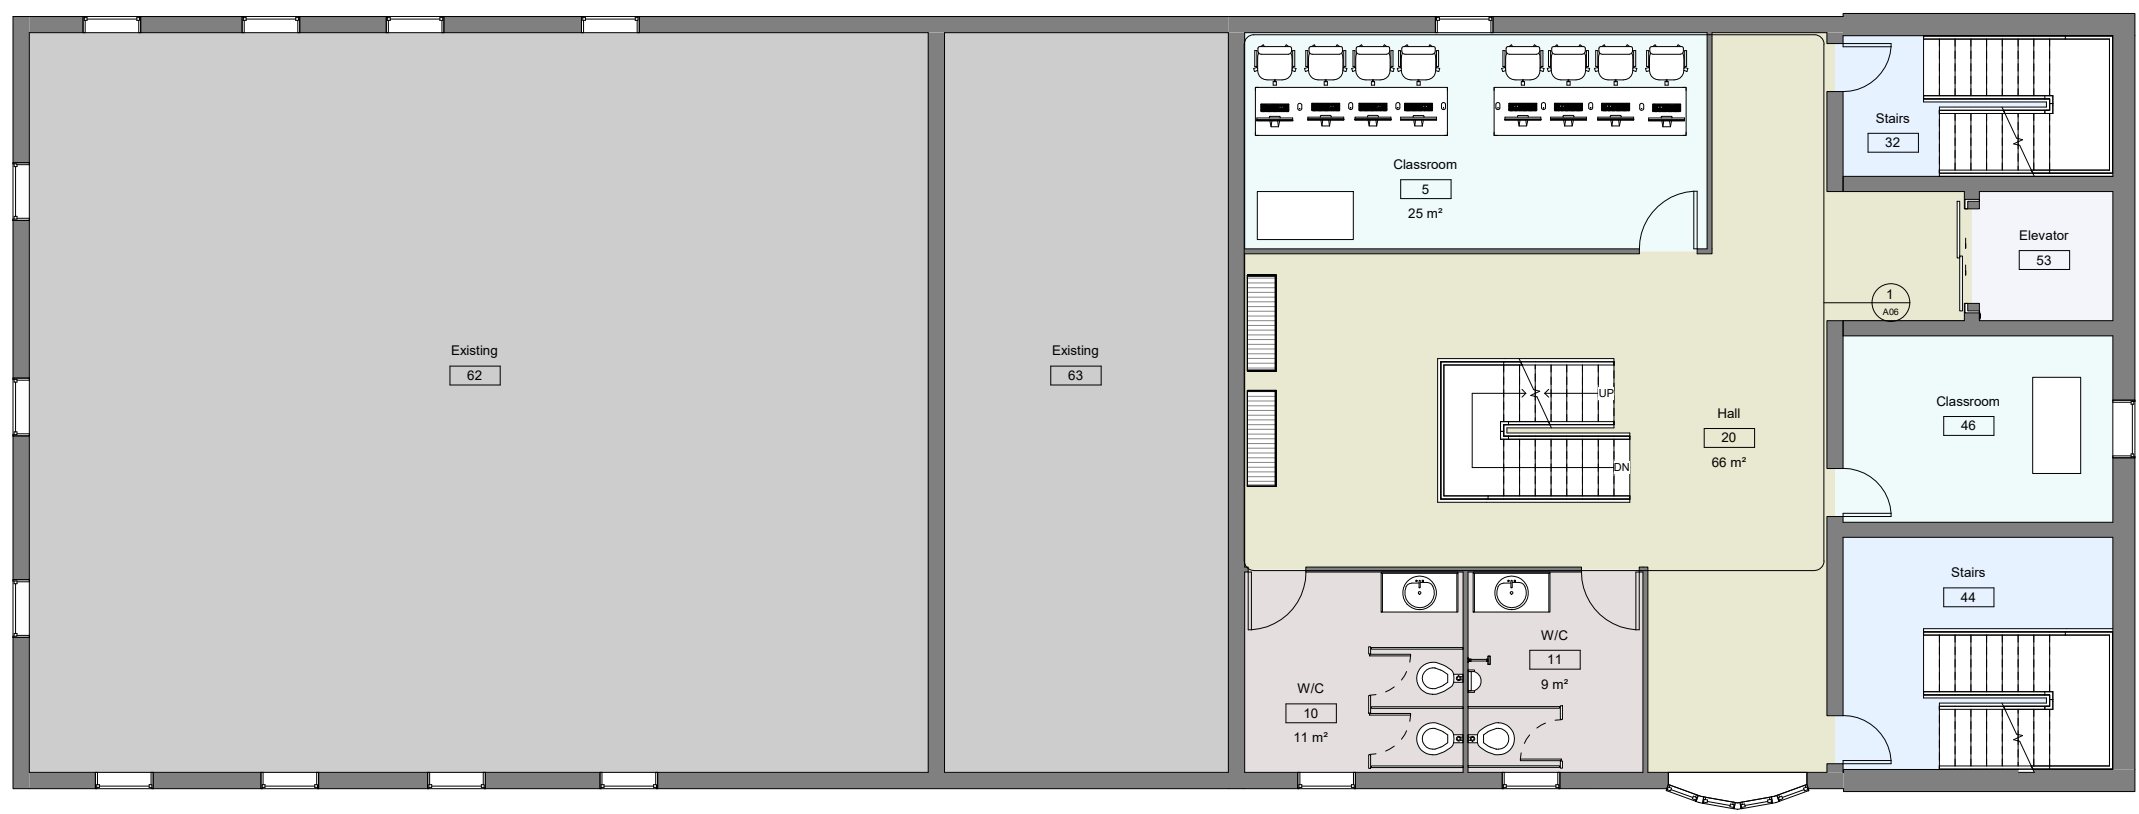 Existing
62
Existing
63
Classroom
5
25 m²
Stairs
32
Elevator
53
1
A06
UP
DN
Hall
20
66 m²
Classroom
46
Stairs
44
W/C
10
11 m²
W/C
11
9 m²